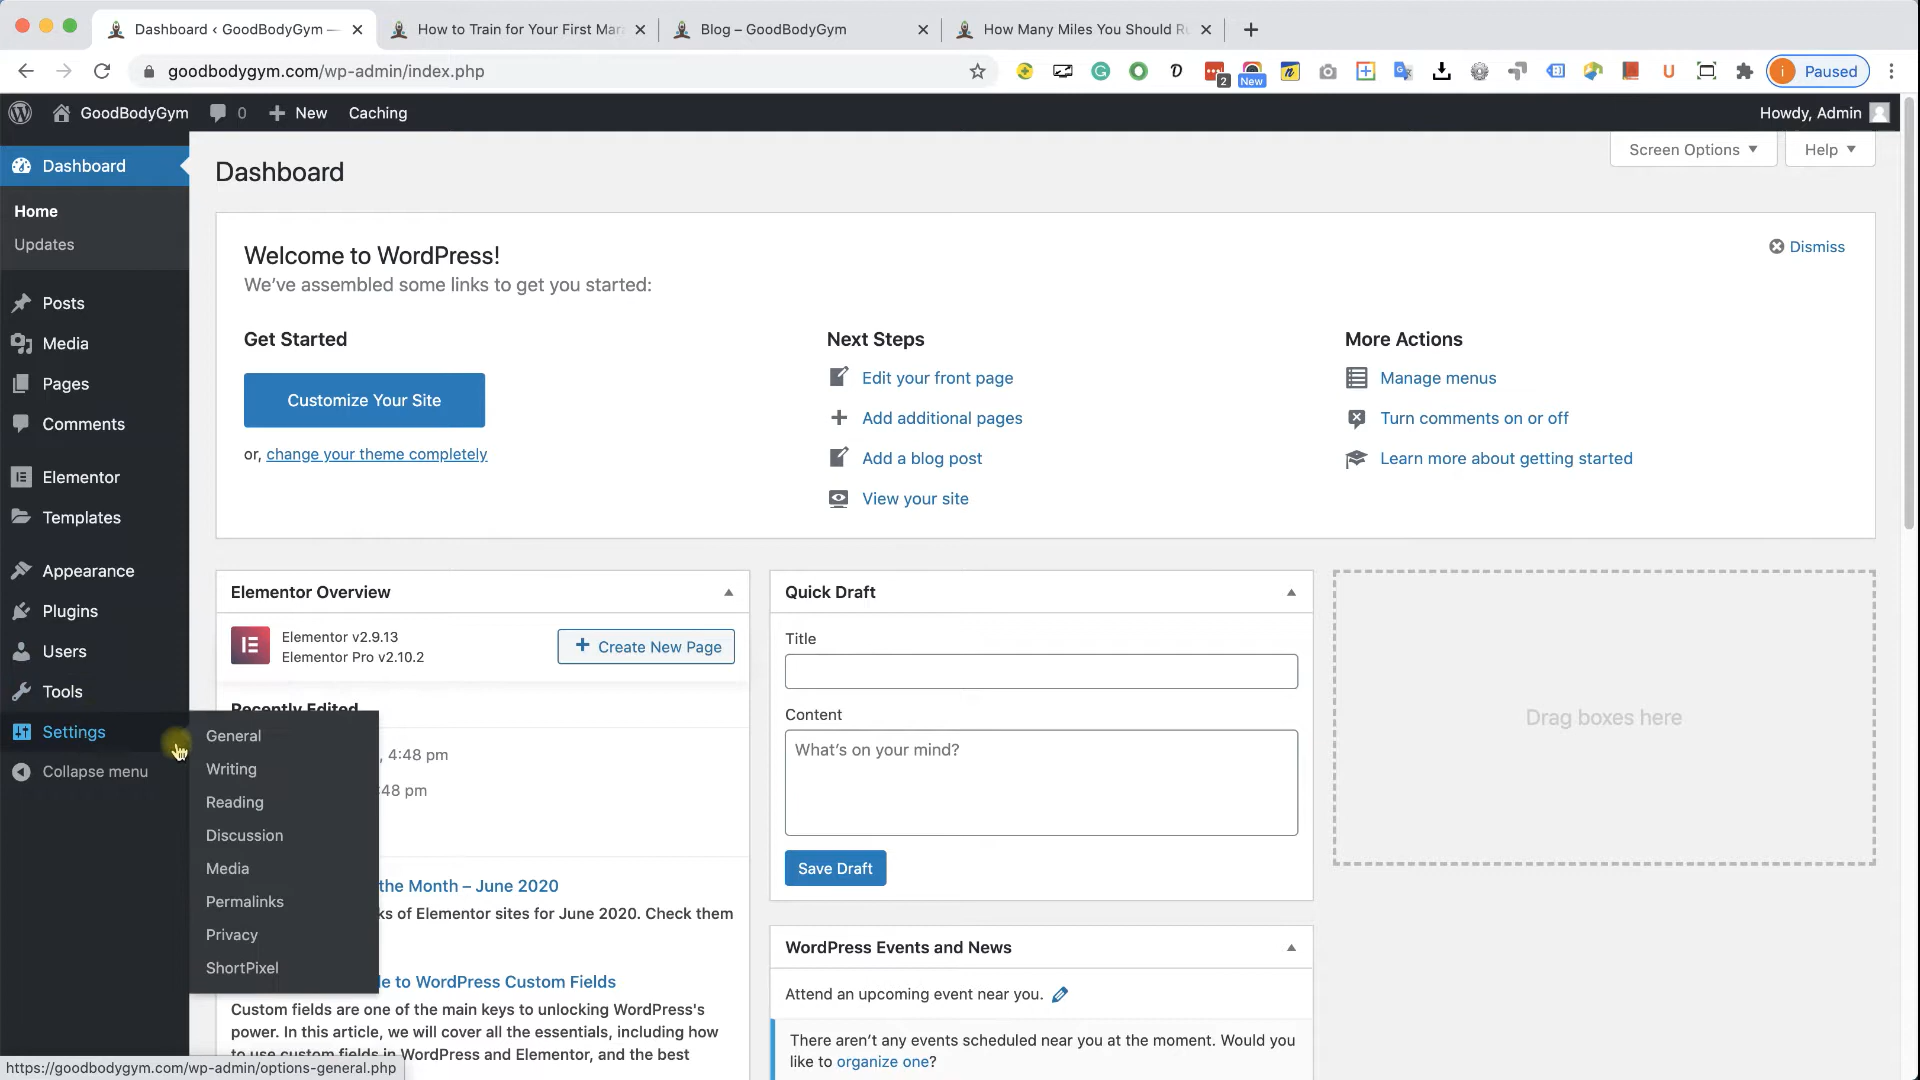 Dashboard ‹ GoodBodyGym —
How to Train for Your First Mar
Blog – GoodBodyGym
How Many Miles You Should R
goodbodygym.com/wp-admin/index.php
2
New
Paused
GoodBodyGym
0
New
Caching
Howdy, Admin
Dashboard
Home
Updates
Posts
Media
Pages
Comments
Elementor
Templates
Appearance
Plugins
Users
Tools
Settings
Collapse menu
General
Writing
Reading
Discussion
Media
Permalinks
Privacy
ShortPixel
Screen Options
Help
Dashboard
Welcome to WordPress!
We've assembled some links to get you started:
Dismiss
Get Started
Customize Your Site
or, change your theme completely
Next Steps
Edit your front page
Add additional pages
Add a blog post
View your site
More Actions
Manage menus
Turn comments on or off
Learn more about getting started
Elementor Overview
Elementor v2.9.13
Elementor Pro v2.10.2
Create New Page
Recently Edited
, 4:48 pm
:48 pm
the Month – June 2020
ks of Elementor sites for June 2020. Check them
le to WordPress Custom Fields
Custom fields are one of the main keys to unlocking WordPress's
power. In this article, we will cover all the essentials, including how
to use custom fields in WordPress and Elementor, and the best
Quick Draft
Title
Content
What's on your mind?
Save Draft
WordPress Events and News
Attend an upcoming event near you.
There aren't any events scheduled near you at the moment. Would you
like to organize one?
Drag boxes here
https://goodbodygym.com/wp-admin/options-general.php